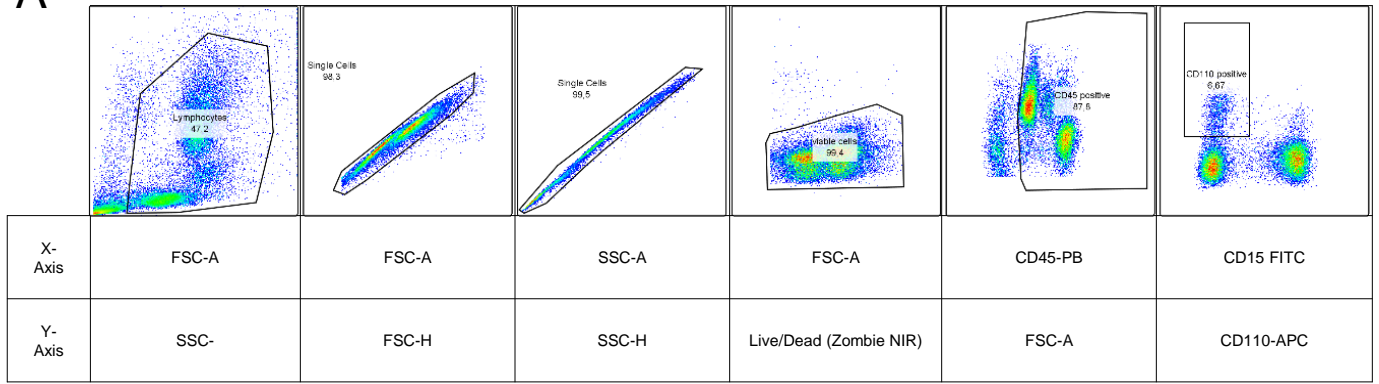 A
Lymphocytes
47,2
Single Cells
98.3
Single Cells
99,5
viable cells
99,4
CD45 positive
87,8
CD110 positive
6,67
X-
Axis
FSC-A
FSC-A
SSC-A
FSC-A
CD45-PB
CD15 FITC
Y-
Axis
SSC-
FSC-H
SSC-H
Live/Dead (Zombie NIR)
FSC-A
CD110-APC